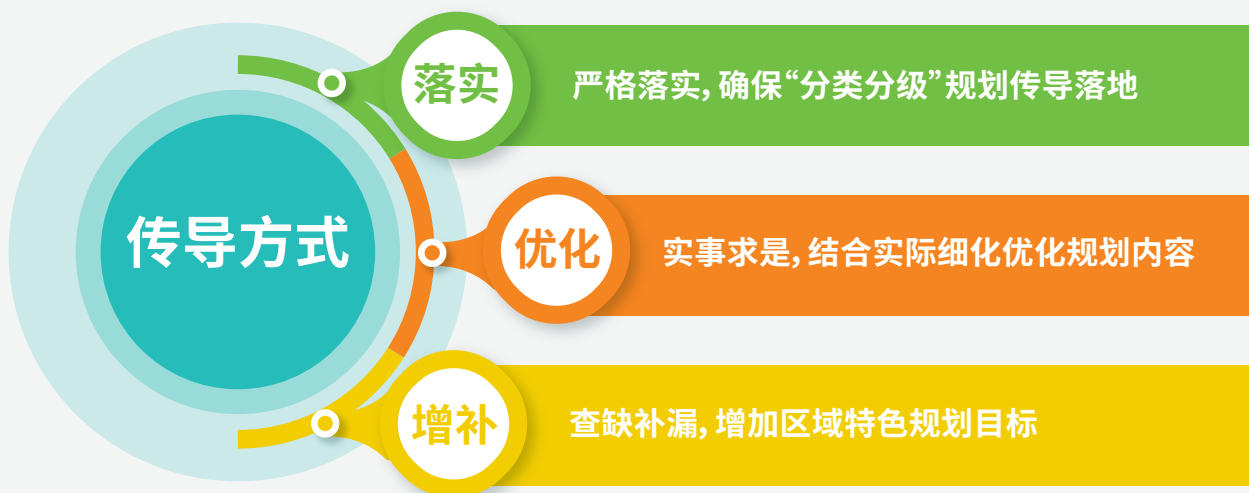 传导方式
落实
严格落实，确保“分类分级”规划传导落地
优化
实事求是，结合实际细化优化规划内容
增补
查缺补漏，增加区域特色规划目标